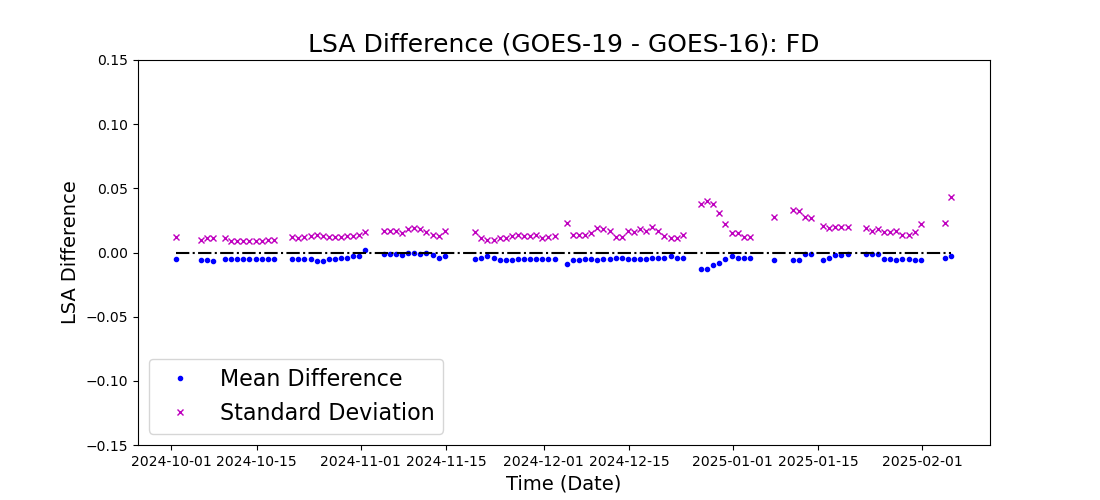 LSA Difference (GOES-19 - GOES-16): FD
LSA Difference
0.15
0.10
0.05
0.00
−0.05
−0.10
−0.15
Mean Difference
Standard Deviation
2024-10-01 2024-10-15 2024-11-01 2024-11-15 2024-12-01 2024-12-15 2025-01-01 2025-01-15 2025-02-01
Time (Date)